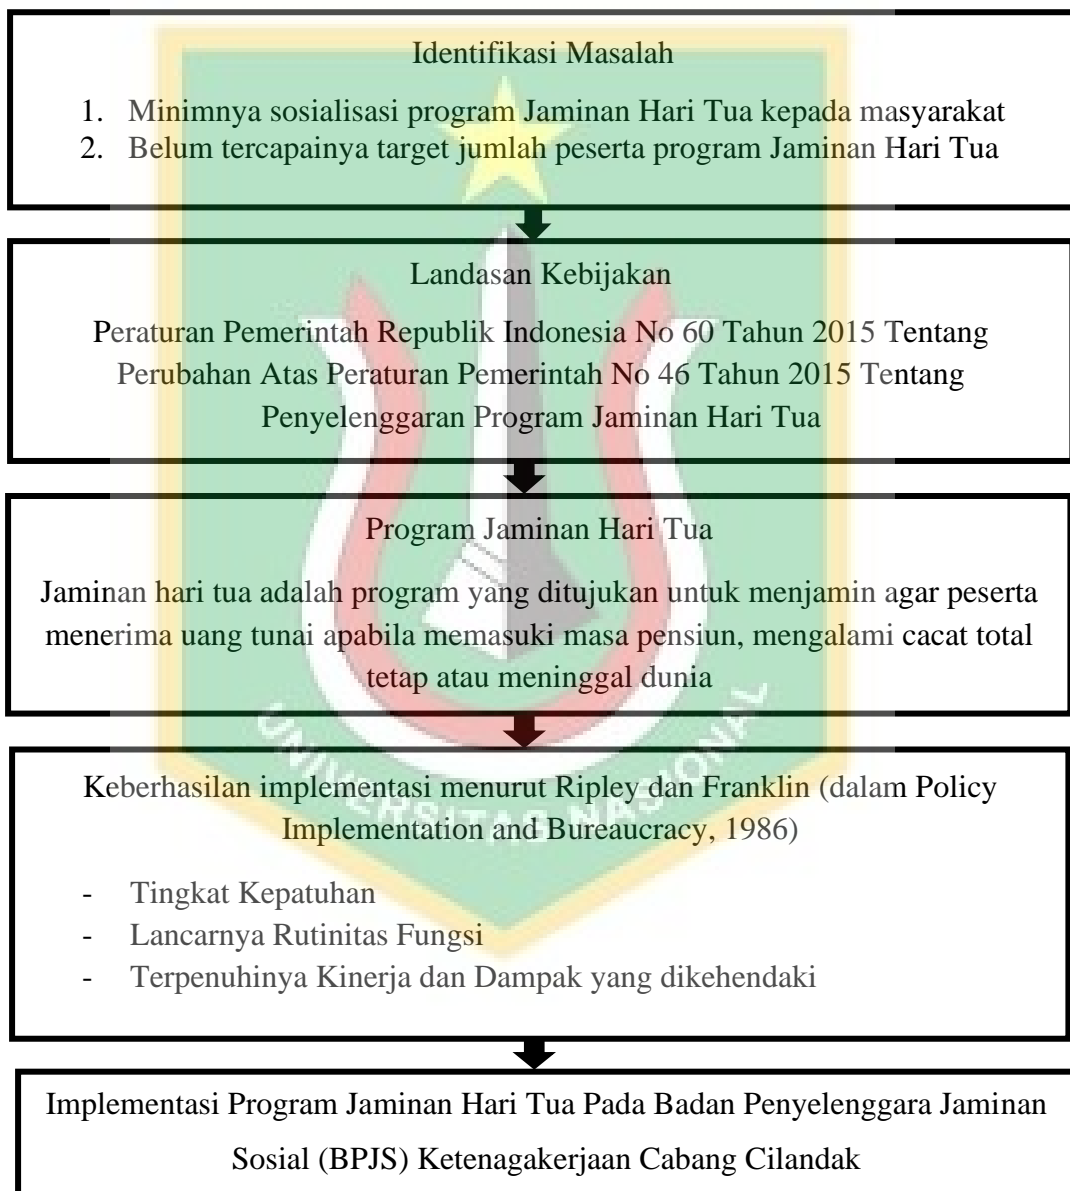 Identifikasi Masalah
1. Minimnya sosialisasi program Jaminan Hari Tua kepada masyarakat
2. Belum tercapainya target jumlah peserta program Jaminan Hari Tua
Landasan Kebijakan
Peraturan Pemerintah Republik Indonesia No 60 Tahun 2015 Tentang
Perubahan Atas Peraturan Pemerintah No 46 Tahun 2015 Tentang
Penyelenggaran Program Jaminan Hari Tua
Program Jaminan Hari Tua
Jaminan hari tua adalah program yang ditujukan untuk menjamin agar peserta
menerima uang tunai apabila memasuki masa pensiun, mengalami cacat total
tetap atau meninggal dunia
UNIVERSITAS NASIONAL
Keberhasilan implementasi menurut Ripley dan Franklin (dalam Policy
Implementation and Bureaucracy, 1986)
- Tingkat Kepatuhan
- Lancarnya Rutinitas Fungsi
- Terpenuhinya Kinerja dan Dampak yang dikehendaki
Implementasi Program Jaminan Hari Tua Pada Badan Penyelenggara Jaminan
Sosial (BPJS) Ketenagakerjaan Cabang Cilandak